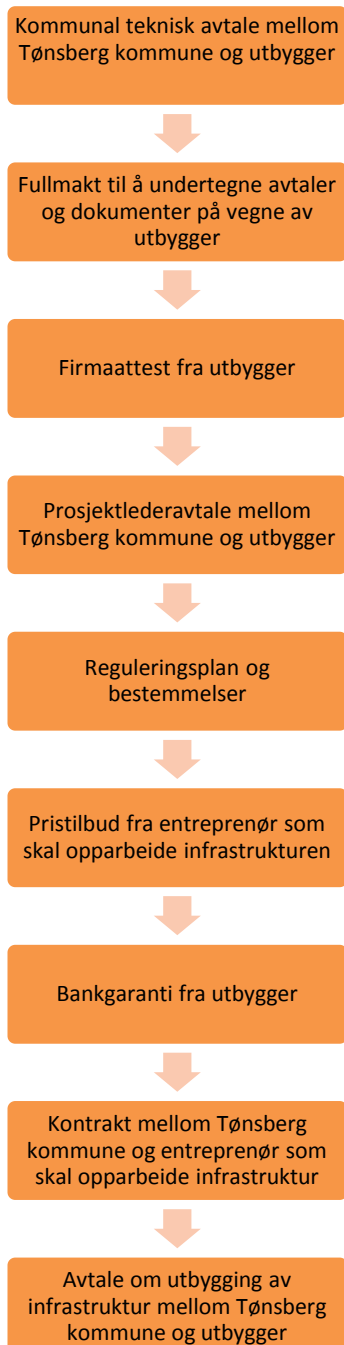 Kommunal teknisk avtale mellom
Tønsberg kommune og utbygger
Fullmakt til å undertegne avtaler
og dokumenter på vegne av
utbygger
Firmaattest fra utbygger
Prosjektlederavtale mellom
Tønsberg kommune og utbygger
Reguleringsplan og
bestemmelser
Pristilbud fra entreprenør som
skal opparbeide infrastrukturen
Bankgaranti fra utbygger
Kontrakt mellom Tønsberg
kommune og entreprenør som
skal opparbeide infrastruktur
Avtale om utbygging av
infrastruktur mellom Tønsberg
kommune og utbygger